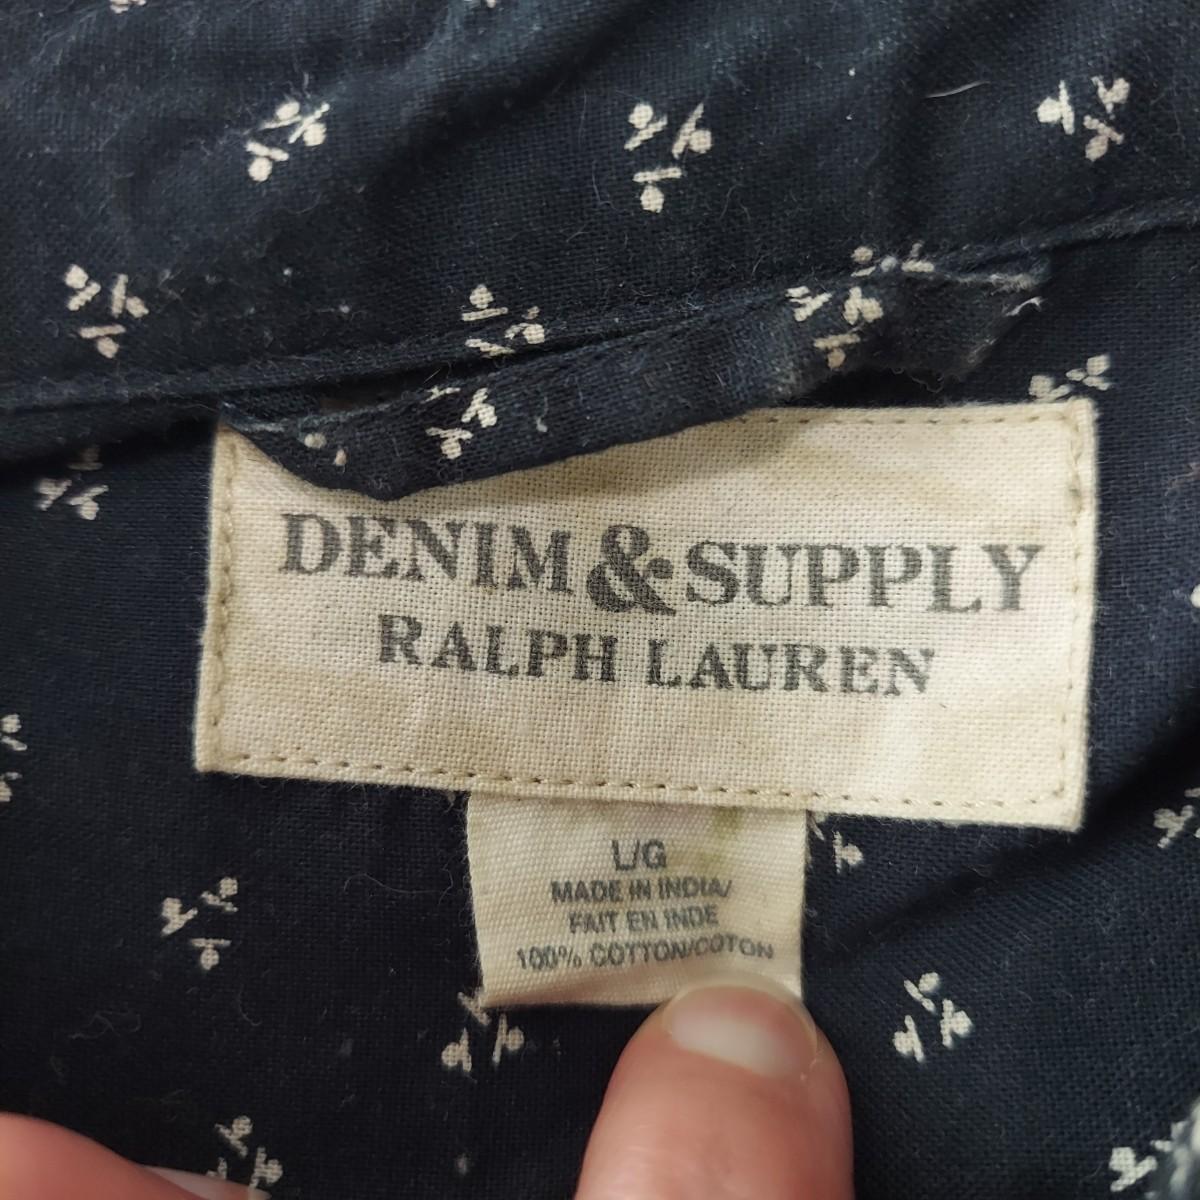 DENIM & SUPPLY
RALPH LAUREN
L/G
MADE IN INDIA/
FAIT EN INDE
100% COTTON/COTON